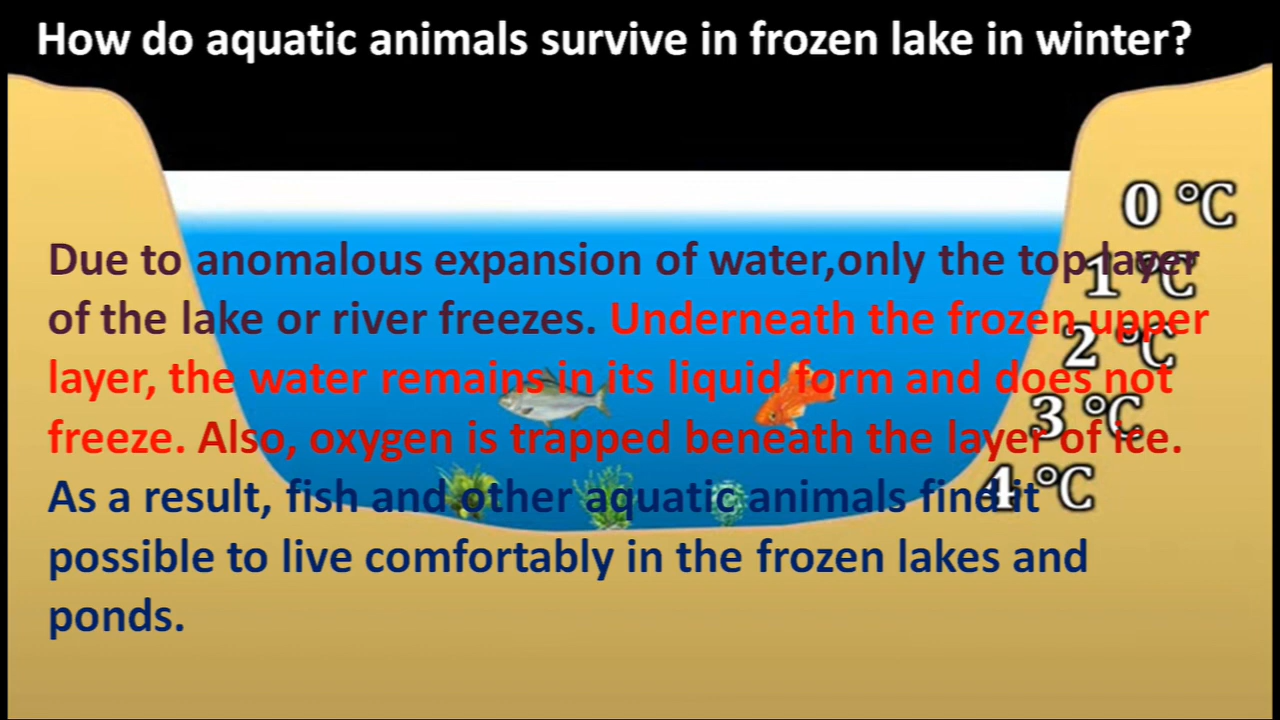 How do aquatic animals survive in frozen lake in winter?
0 °C
Due to anomalous expansion of water,only the top layer
1 °C
of the lake or river freezes. Underneath the frozen upper
2 °C
layer, the water remains in its liquid form and does not
3 °C
freeze. Also, oxygen is trapped beneath the layer of ice.
4 °C
As a result, fish and other aquatic animals find it
possible to live comfortably in the frozen lakes and
ponds.